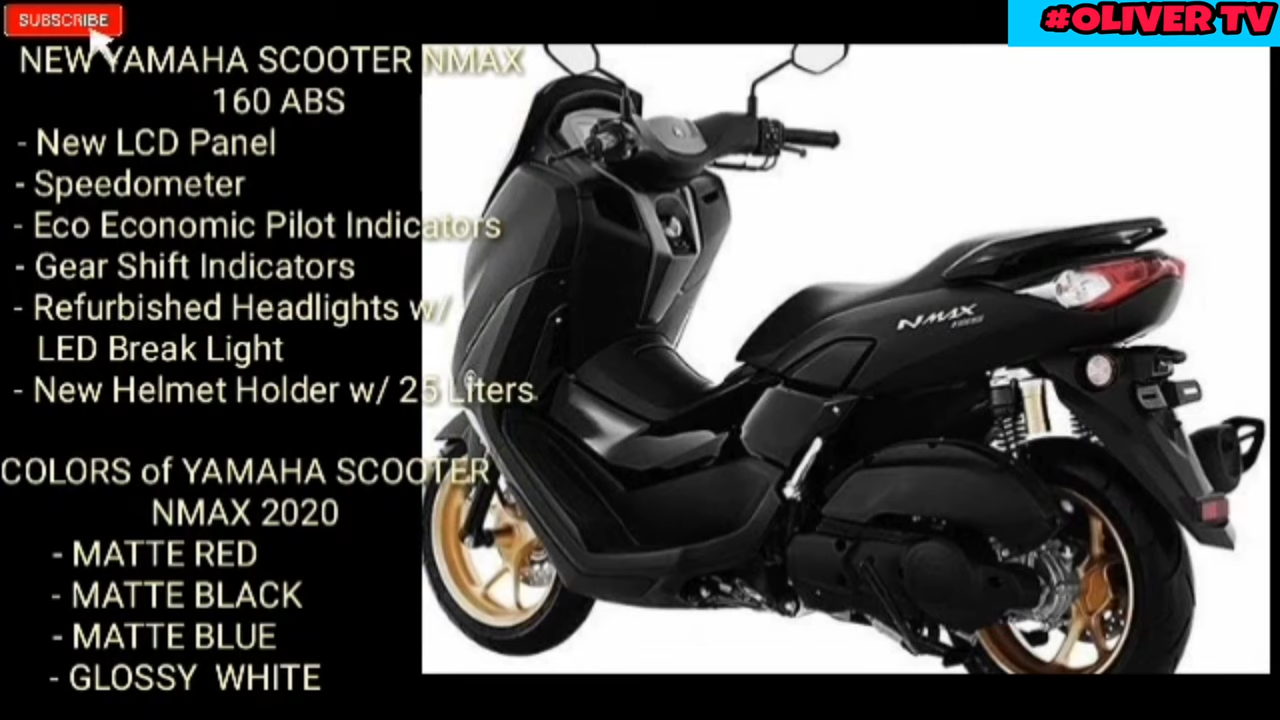 SUBSCRIBE
#OLIVER TV
NEW YAMAHA SCOOTER NMAX
160 ABS
- New LCD Panel
- Speedometer
- Eco Economic Pilot Indicators
- Gear Shift Indicators
- Refurbished Headlights w/
LED Break Light
- New Helmet Holder w/ 25 Liters
COLORS of YAMAHA SCOOTER
NMAX 2020
- MATTE RED
- MATTE BLACK
- MATTE BLUE
- GLOSSY WHITE
NMAX